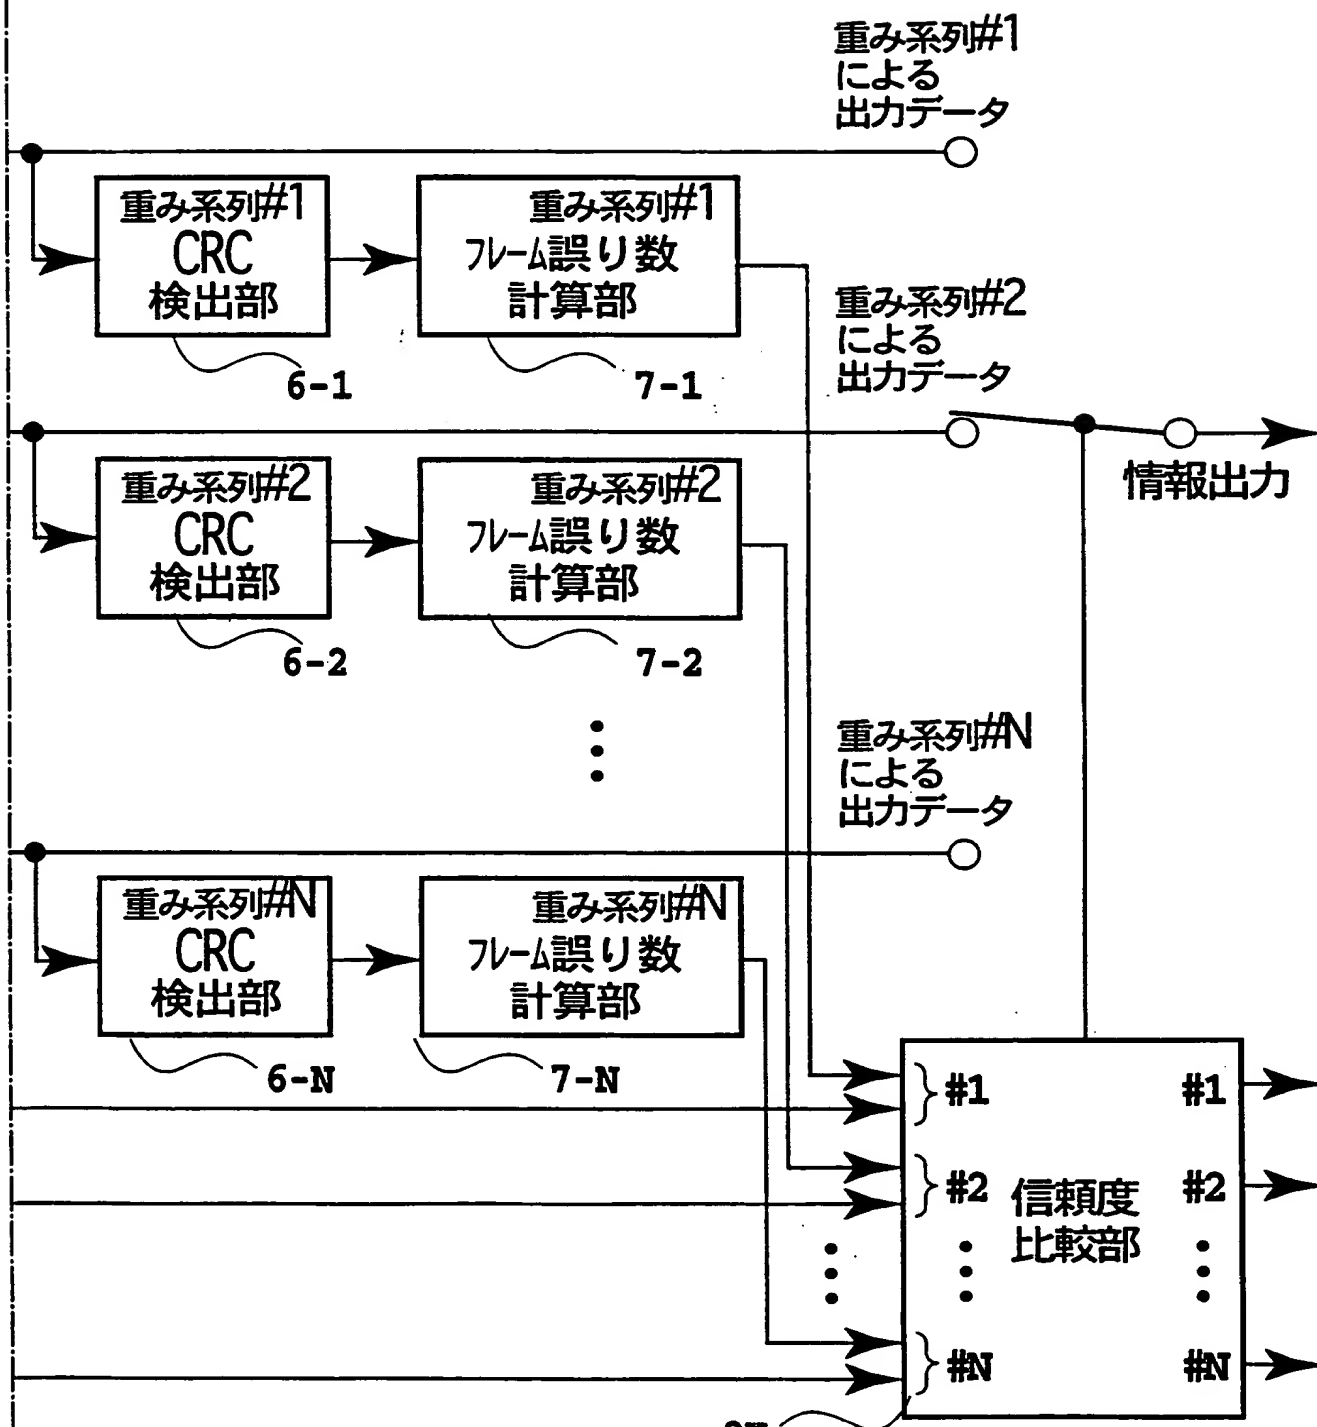 重み系列#1
による
出力データ
重み系列#1
CRC
検出部
重み系列#1
フレーム誤り数
計算部
6-1
7-1
重み系列#2
による
出力データ
情報出力
重み系列#2
CRC
検出部
重み系列#2
フレーム誤り数
計算部
6-2
7-2
重み系列#N
による
出力データ
重み系列#N
CRC
検出部
重み系列#N
フレーム誤り数
計算部
6-N
7-N
#1
#1
#2
信頼度
比較部
#2
#N
#N